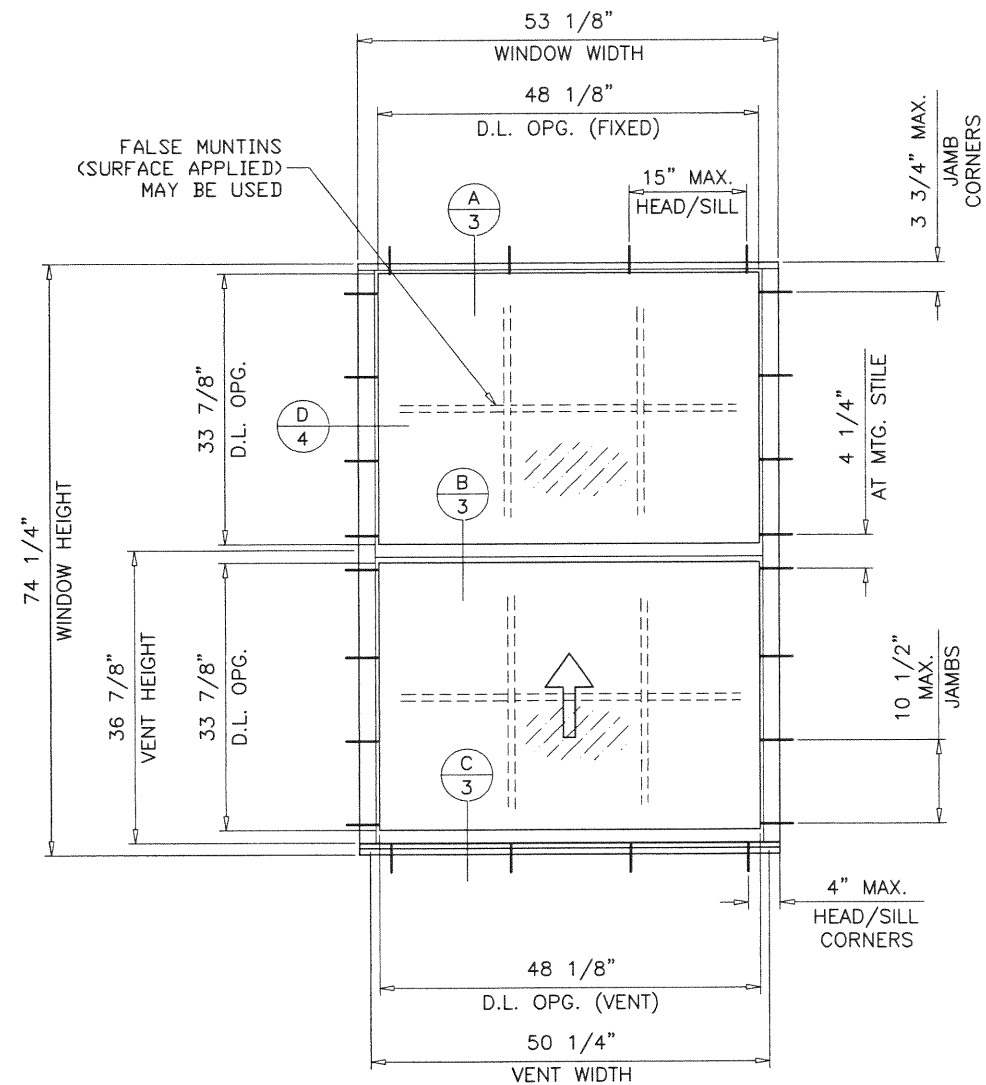 53 1/8”
WINDOW WIDTH
48 1/8”
D.L. OPG. (FIXED)
FALSE MUNTINS
(SURFACE APPLIED)
MAY BE USED
15” MAX.
HEAD/SILL
3 3/4” MAX.
JAMB
CORNERS
A
3
33 7/8”
D.L. OPG.
D
4
4 1/4”
AT MTG. STILE
B
3
74 1/4”
WINDOW HEIGHT
36 7/8”
VENT HEIGHT
33 7/8”
D.L. OPG.
10 1/2”
MAX.
JAMBS
C
3
4” MAX.
HEAD/SILL
CORNERS
48 1/8”
D.L. OPG. (VENT)
50 1/4”
VENT WIDTH